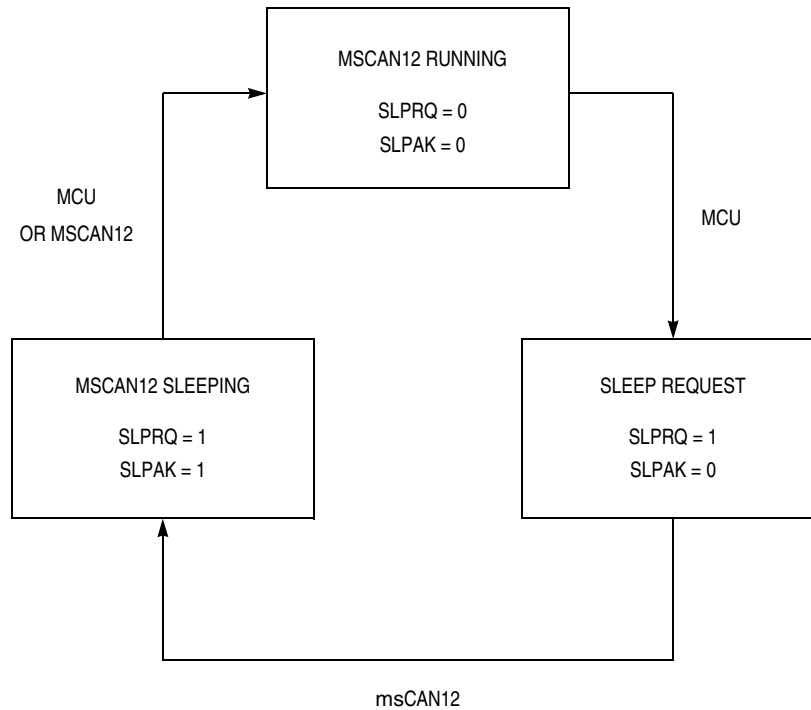 MSCAN12 RUNNING
SLPRQ = 0
SLPAK = 0
MCU
OR MSCAN12
MCU
MSCAN12 SLEEPING
SLPRQ = 1
SLPAK = 1
SLEEP REQUEST
SLPRQ = 1
SLPAK = 0
msCAN12